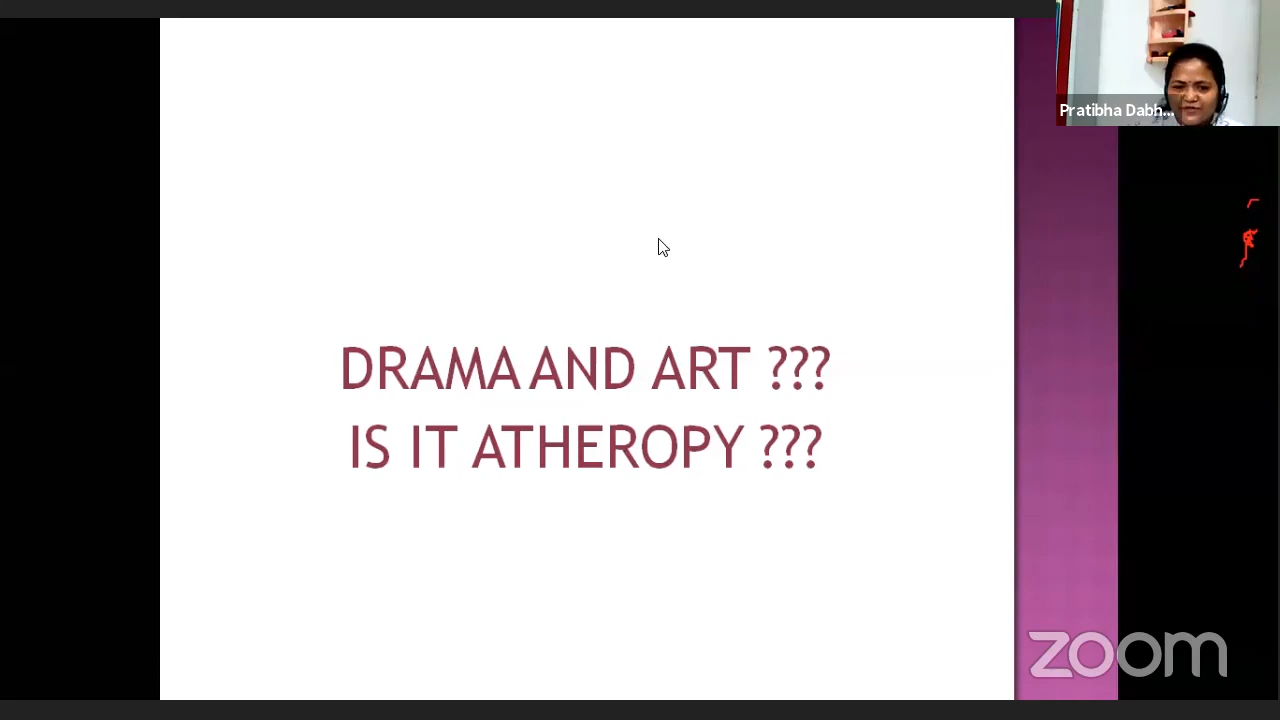 Pratibha Dabh...
DRAMA AND ART ???
IS IT ATHEROPY ???
zoom